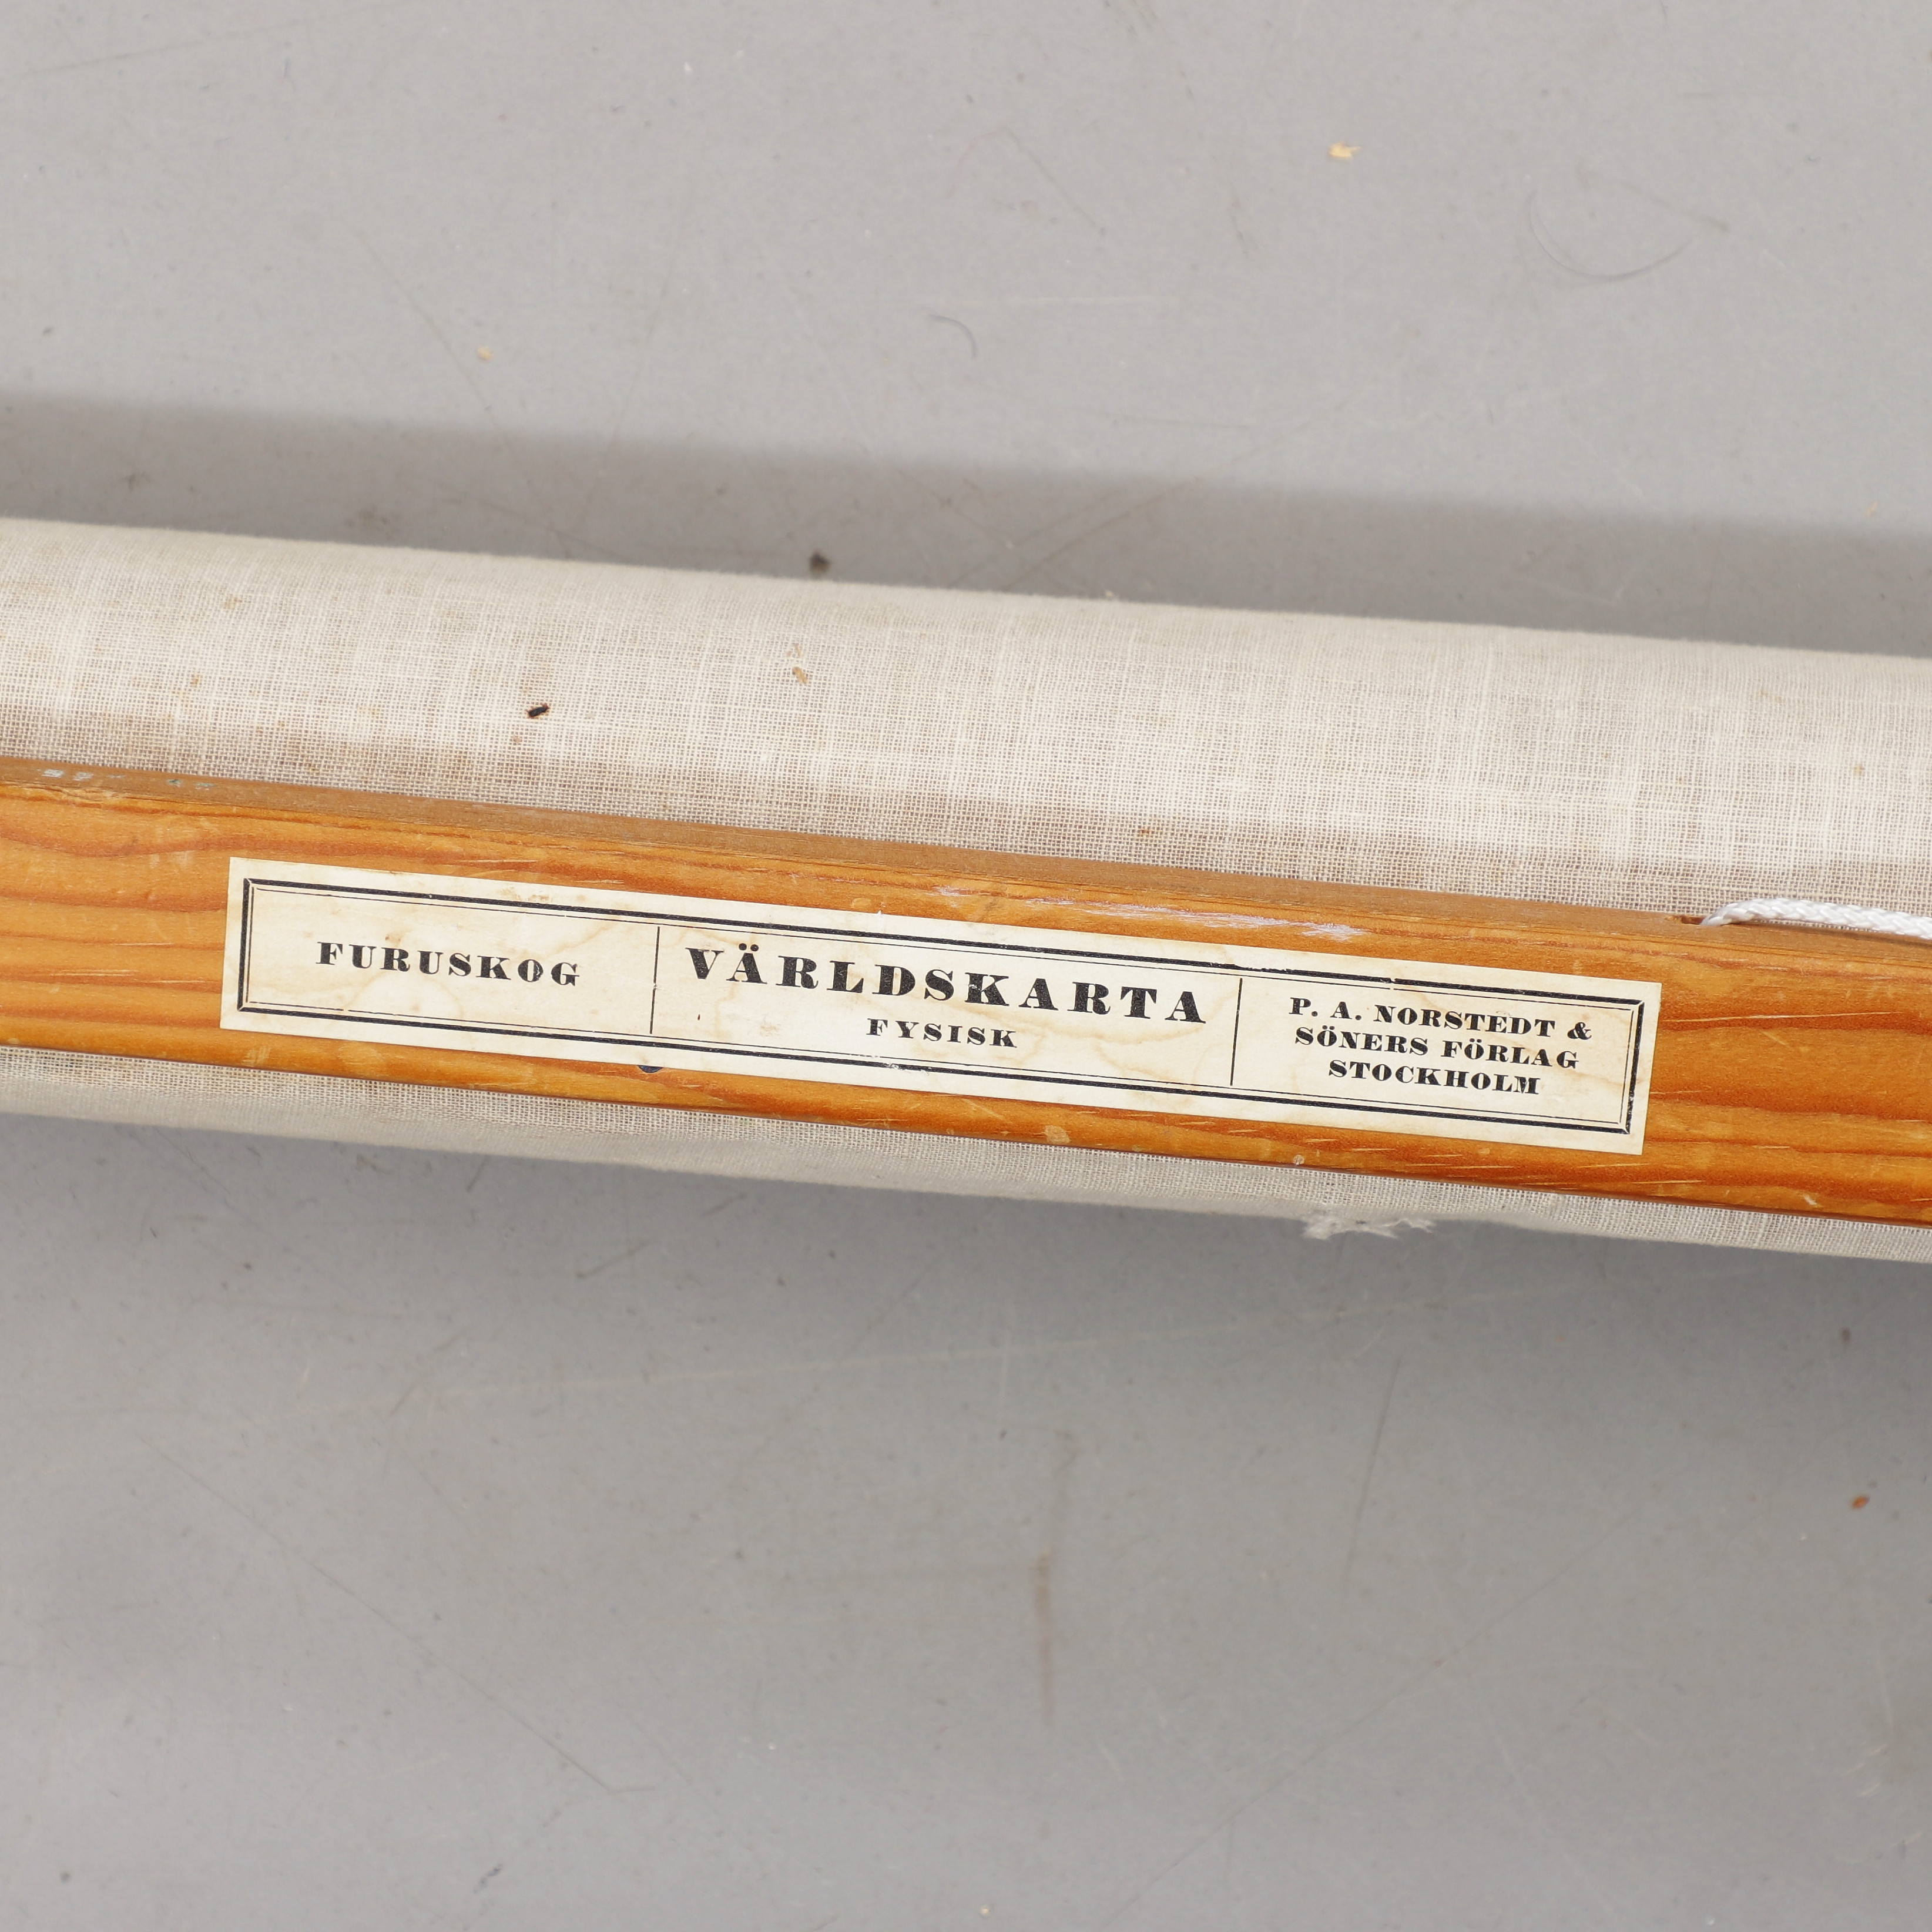 FURUSKOG
VÄRLDSKARTA
FYSISK
P. A. NORSTEDT &
SÖNERS FÖRLAG
STOCKHOLM